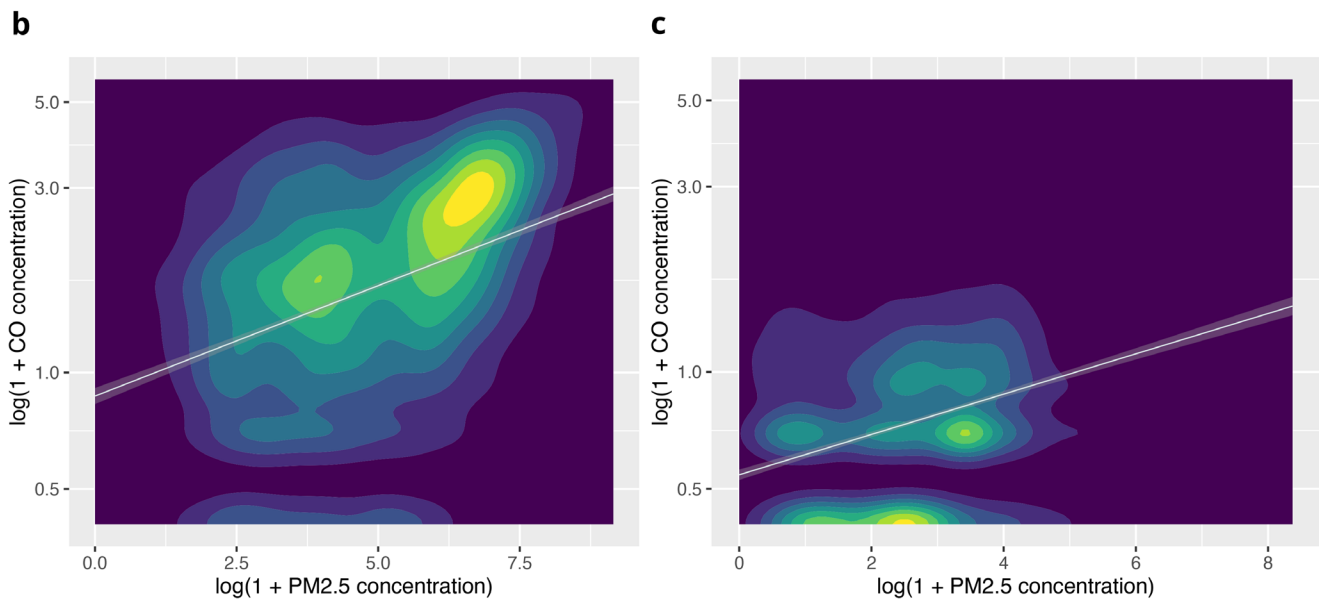 b
c
log(1 + CO concentration)
5.0
3.0
1.0
0.5
0.0
2.5
5.0
7.5
log(1 + PM2.5 concentration)
log(1 + CO concentration)
5.0
3.0
1.0
0.5
0
2
4
6
8
log(1 + PM2.5 concentration)